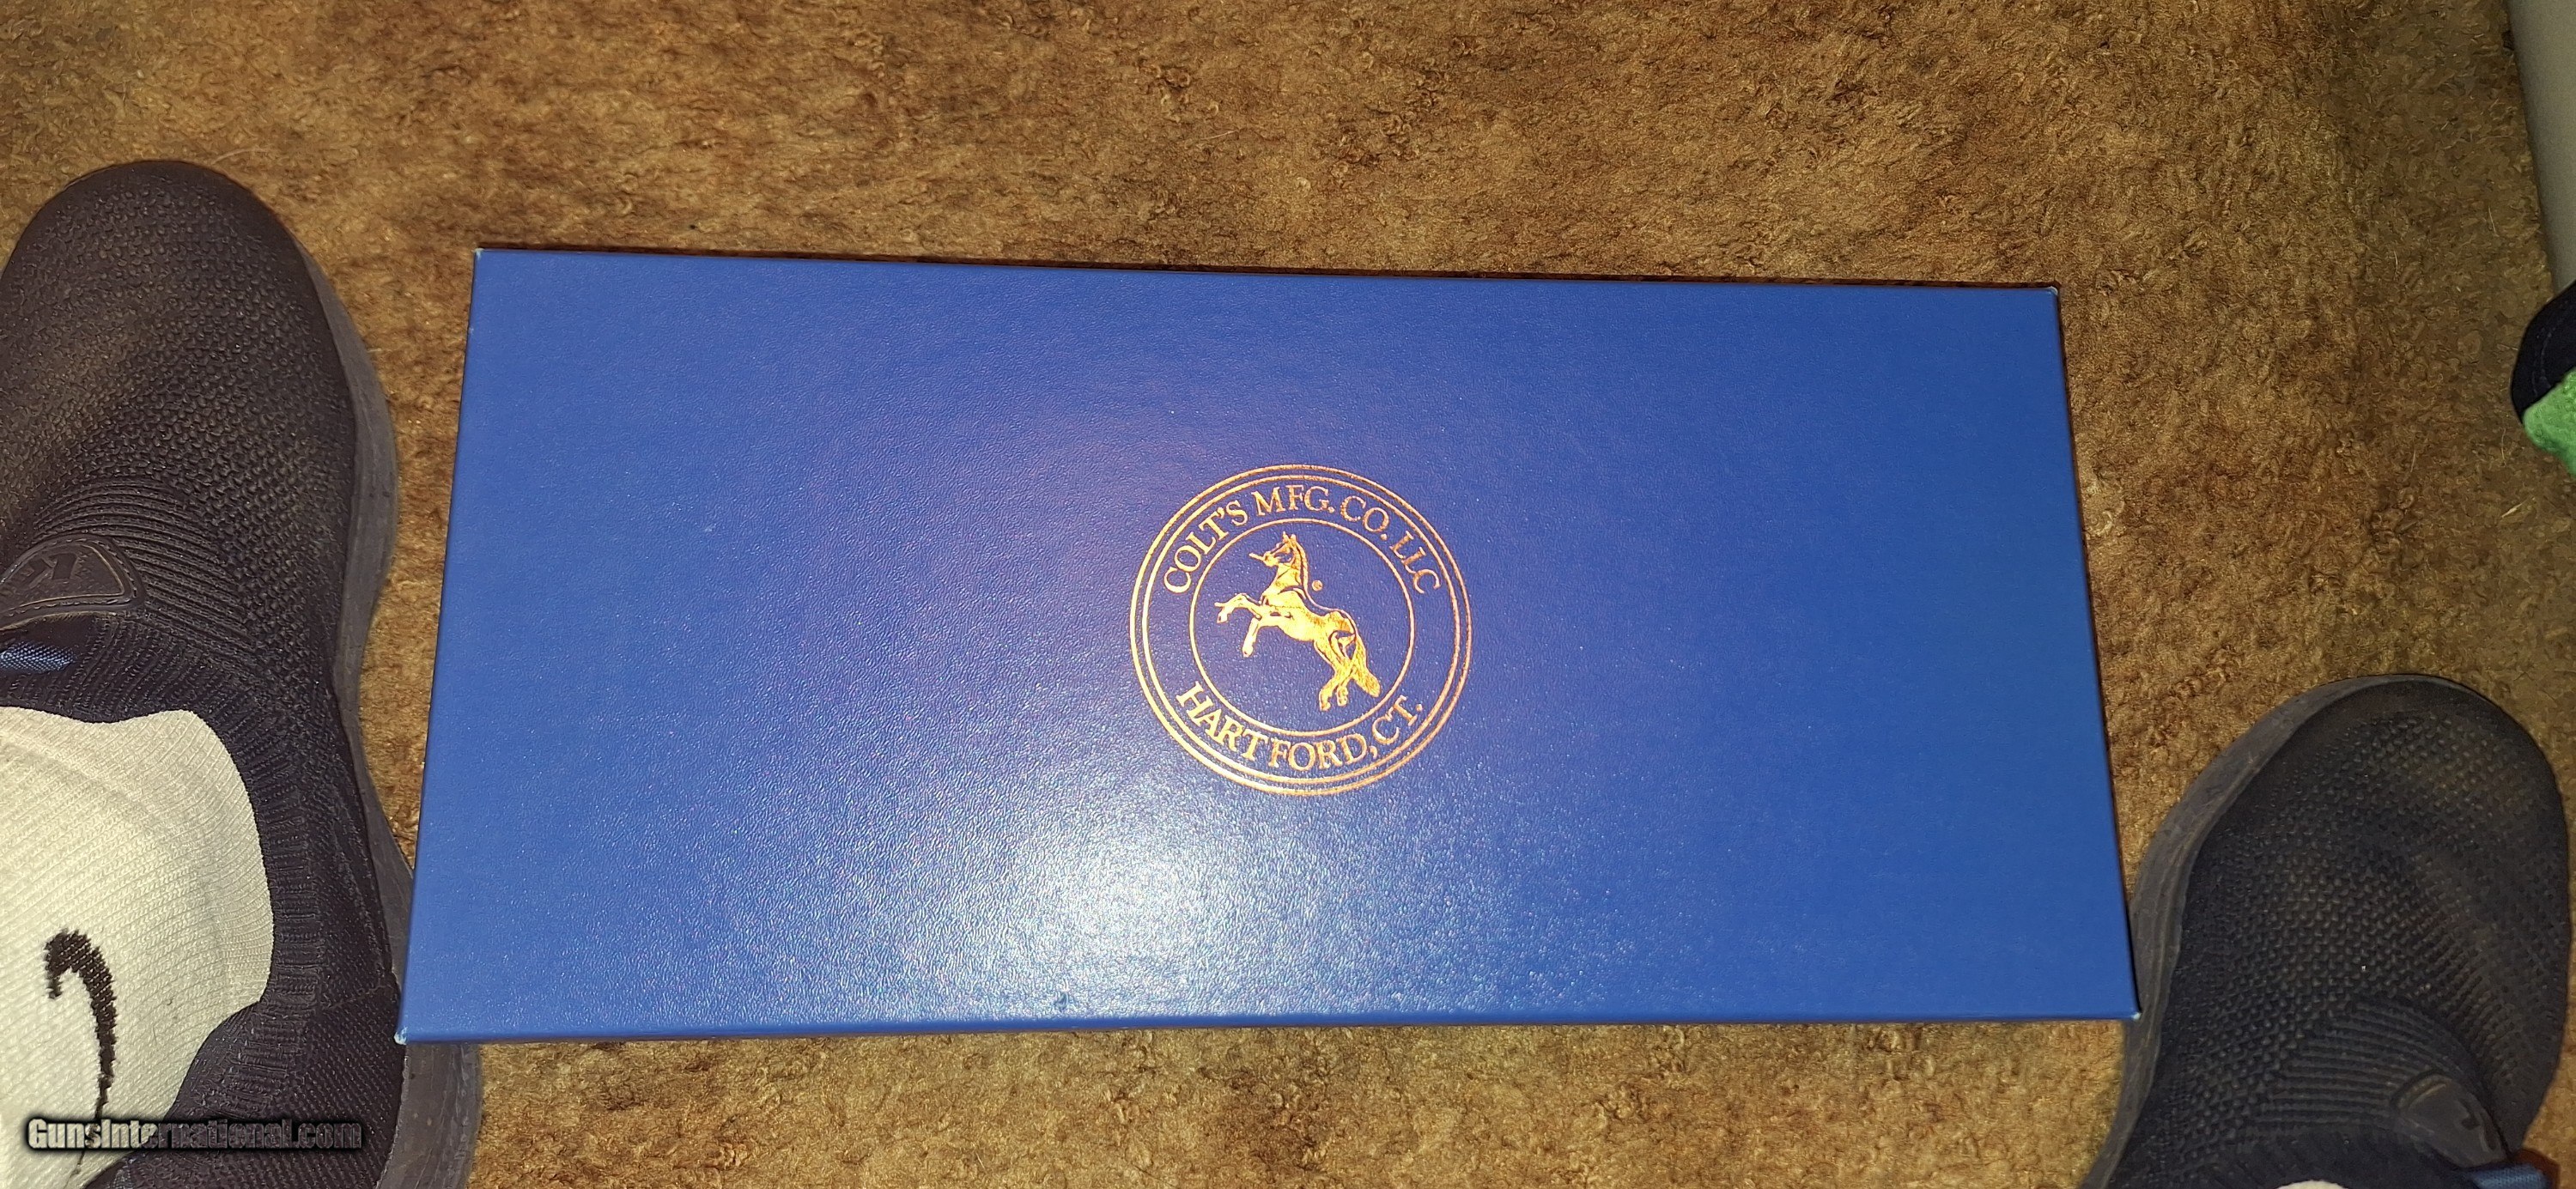 COLT'S MFG. CO. LLC
HARTFORD, CT.
GunsInternational.com